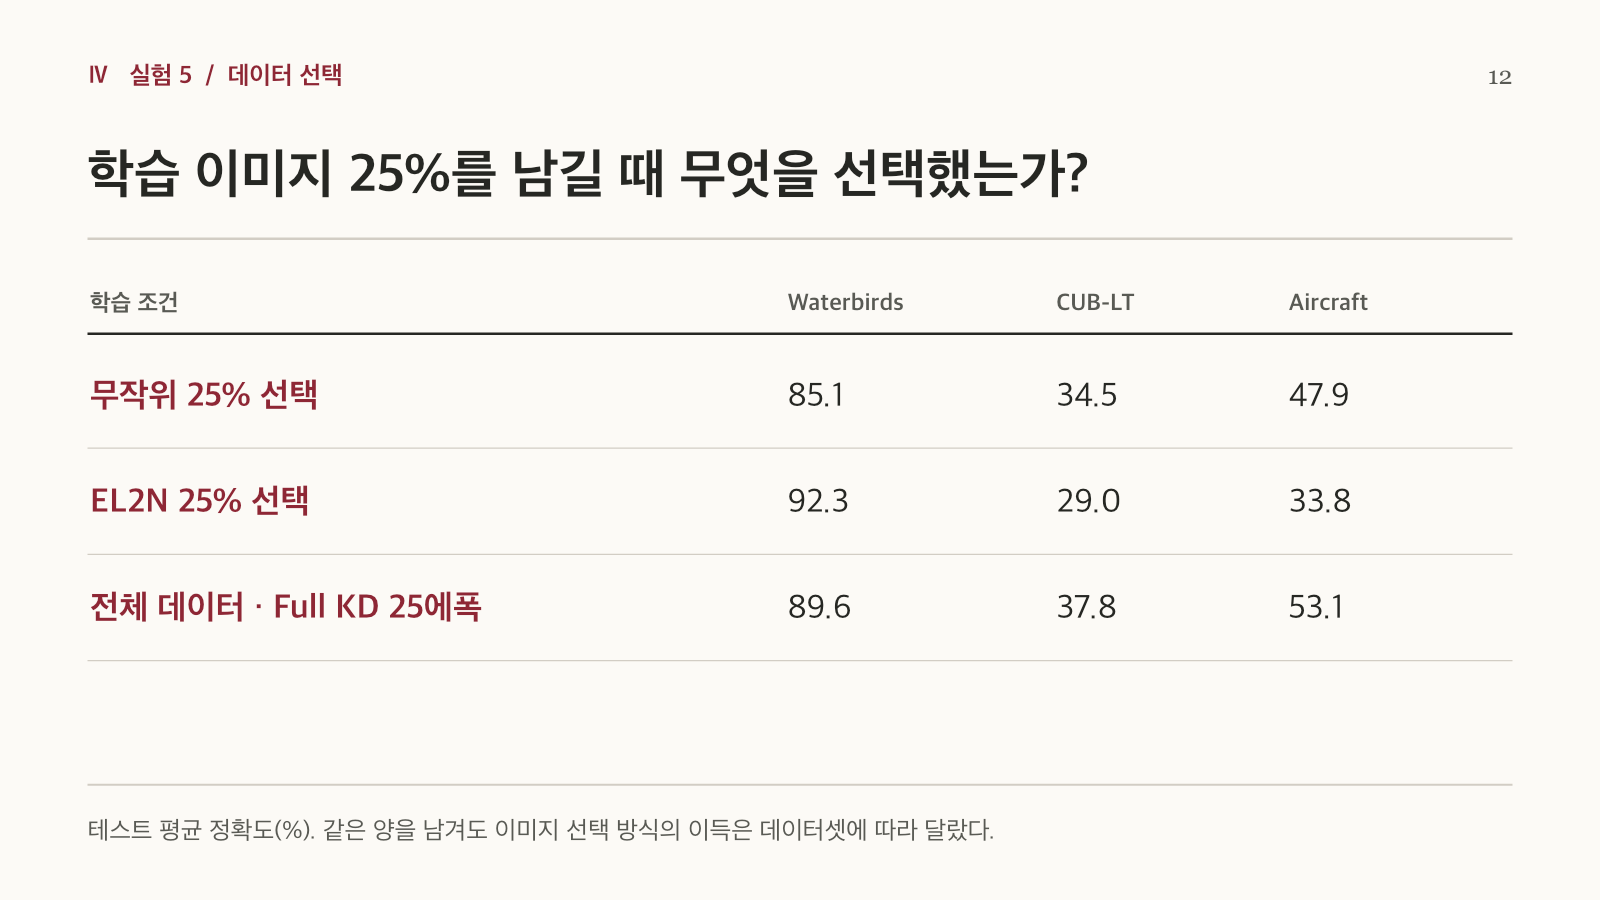 IV 실험 5 / 데이터 선택
12
학습 이미지 25%를 남길 때 무엇을 선택했는가?
학습 조건 Waterbirds CUB-LT Aircraft
무작위 25% 선택 85.1 34.5 47.9
EL2N 25% 선택 92.3 29.0 33.8
전체 데이터 · Full KD 25에폭 89.6 37.8 53.1
테스트 평균 정확도(%). 같은 양을 남겨도 이미지 선택 방식의 이득은 데이터셋에 따라 달랐다.